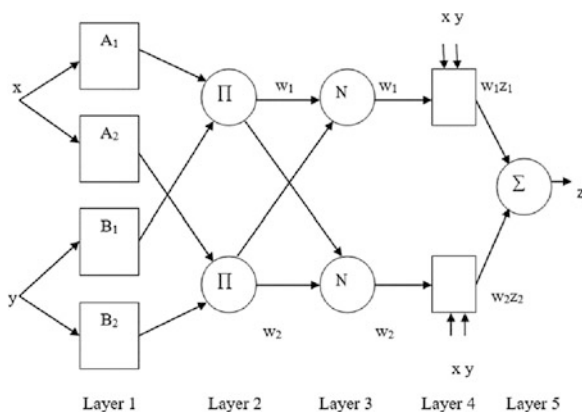 x y
A₁
x
w₁
w₁
∏
N
w₁z₁
A₂
Σ
z
B₁
y
∏
N
B₂
w₂z₂
w₂
w₂
x y
Layer 1 Layer 2 Layer 3 Layer 4 Layer 5